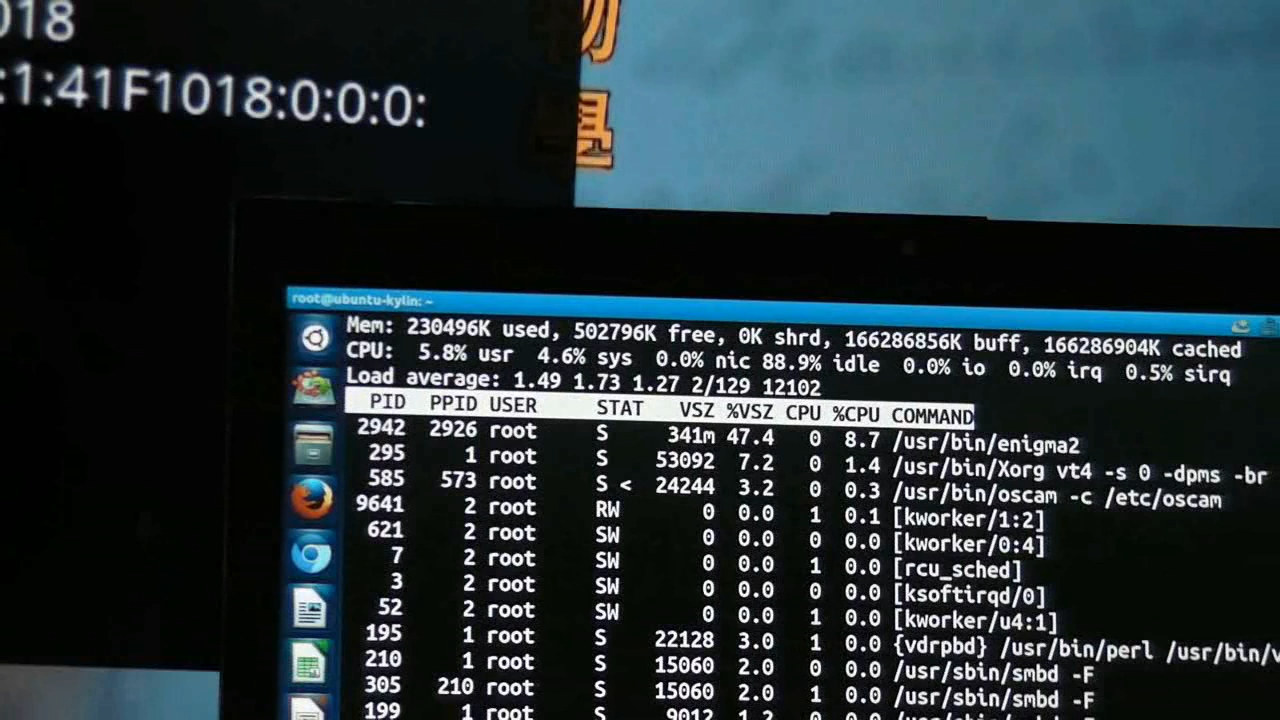 018
:1:41F1018:0:0:0:
學
root@ubuntu-kylin: ~
Mem: 230496K used, 502796K free, 0K shrd, 166286856K buff, 166286904K cached
CPU: 5.8% usr 4.6% sys 0.0% nic 88.9% idle 0.0% io 0.0% irq 0.5% sirq
Load average: 1.49 1.73 1.27 2/129 12102
PID PPID USER STAT VSZ %VSZ CPU %CPU COMMAND
2942 2926 root S 341m 47.4 0 8.7 /usr/bin/enigma2
295 1 root S 53092 7.2 0 1.4 /usr/bin/Xorg vt4 -s 0 -dpms -br
585 573 root S < 24244 3.2 0 0.3 /usr/bin/oscam -c /etc/oscam
9641 2 root RW 0 0.0 1 0.1 [kworker/1:2]
621 2 root SW 0 0.0 0 0.0 [kworker/0:4]
7 2 root SW 0 0.0 1 0.0 [rcu_sched]
3 2 root SW 0 0.0 0 0.0 [ksoftirqd/0]
52 2 root SW 0 0.0 1 0.0 [kworker/u4:1]
195 1 root S 22128 3.0 1 0.0 {vdrpbd} /usr/bin/perl /usr/bin/v
210 1 root S 15060 2.0 0 0.0 /usr/sbin/smbd -F
305 210 root S 15060 2.0 1 0.0 /usr/sbin/smbd -F
199 1 root S 9012 1.2 0 0.0